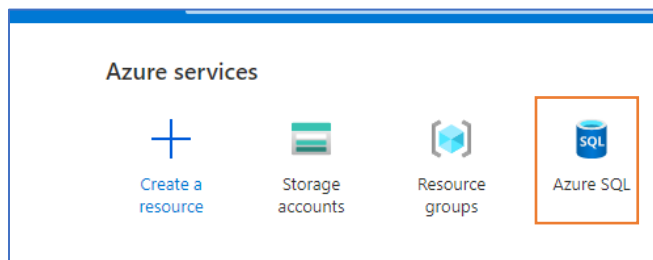 Azure services
SQL
Create a
resource
Storage
accounts
Resource
groups
Azure SQL